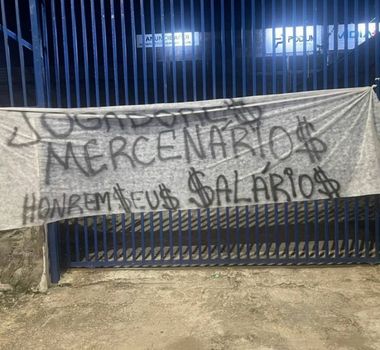 JOGADORE$
MERCENÁRIO$
HONREM $EU$ $ALÁRIO$